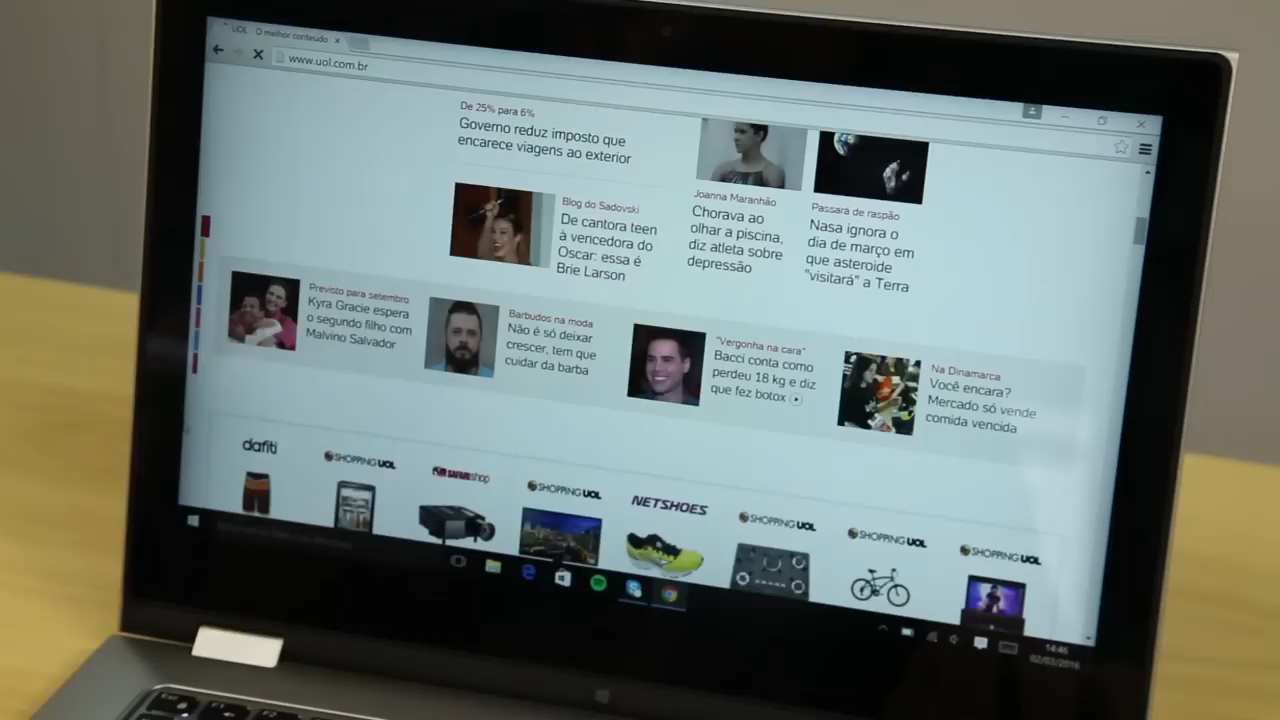 UOL - O melhor conteúdo
www.uol.com.br
De 25% para 6%
Governo reduz imposto que
encarece viagens ao exterior
Blog do Sadovski
De cantora teen
à vencedora do
Oscar: essa é
Brie Larson
Joanna Maranhão
Chorava ao
olhar a piscina,
diz atleta sobre
depressão
Passara de raspão
Nasa ignora o
dia de março em
que asteroide
"visitará" a Terra
Previsto para setembro
Kyra Gracie espera
o segundo filho com
Malvino Salvador
Barbudos na moda
Não é só deixar
crescer, tem que
cuidar da barba
"Vergonha na cara"
Bacci conta como
perdeu 18 kg e diz
que fez botox
Na Dinamarca
Você encara?
Mercado só vende
comida vencida
dafiti
SHOPPING UOL
SAFARIshop
SHOPPING UOL
NETSHOES
SHOPPING UOL
SHOPPING UOL
SHOPPING UOL
14:46
02/03/2016
Esc
F1
F2